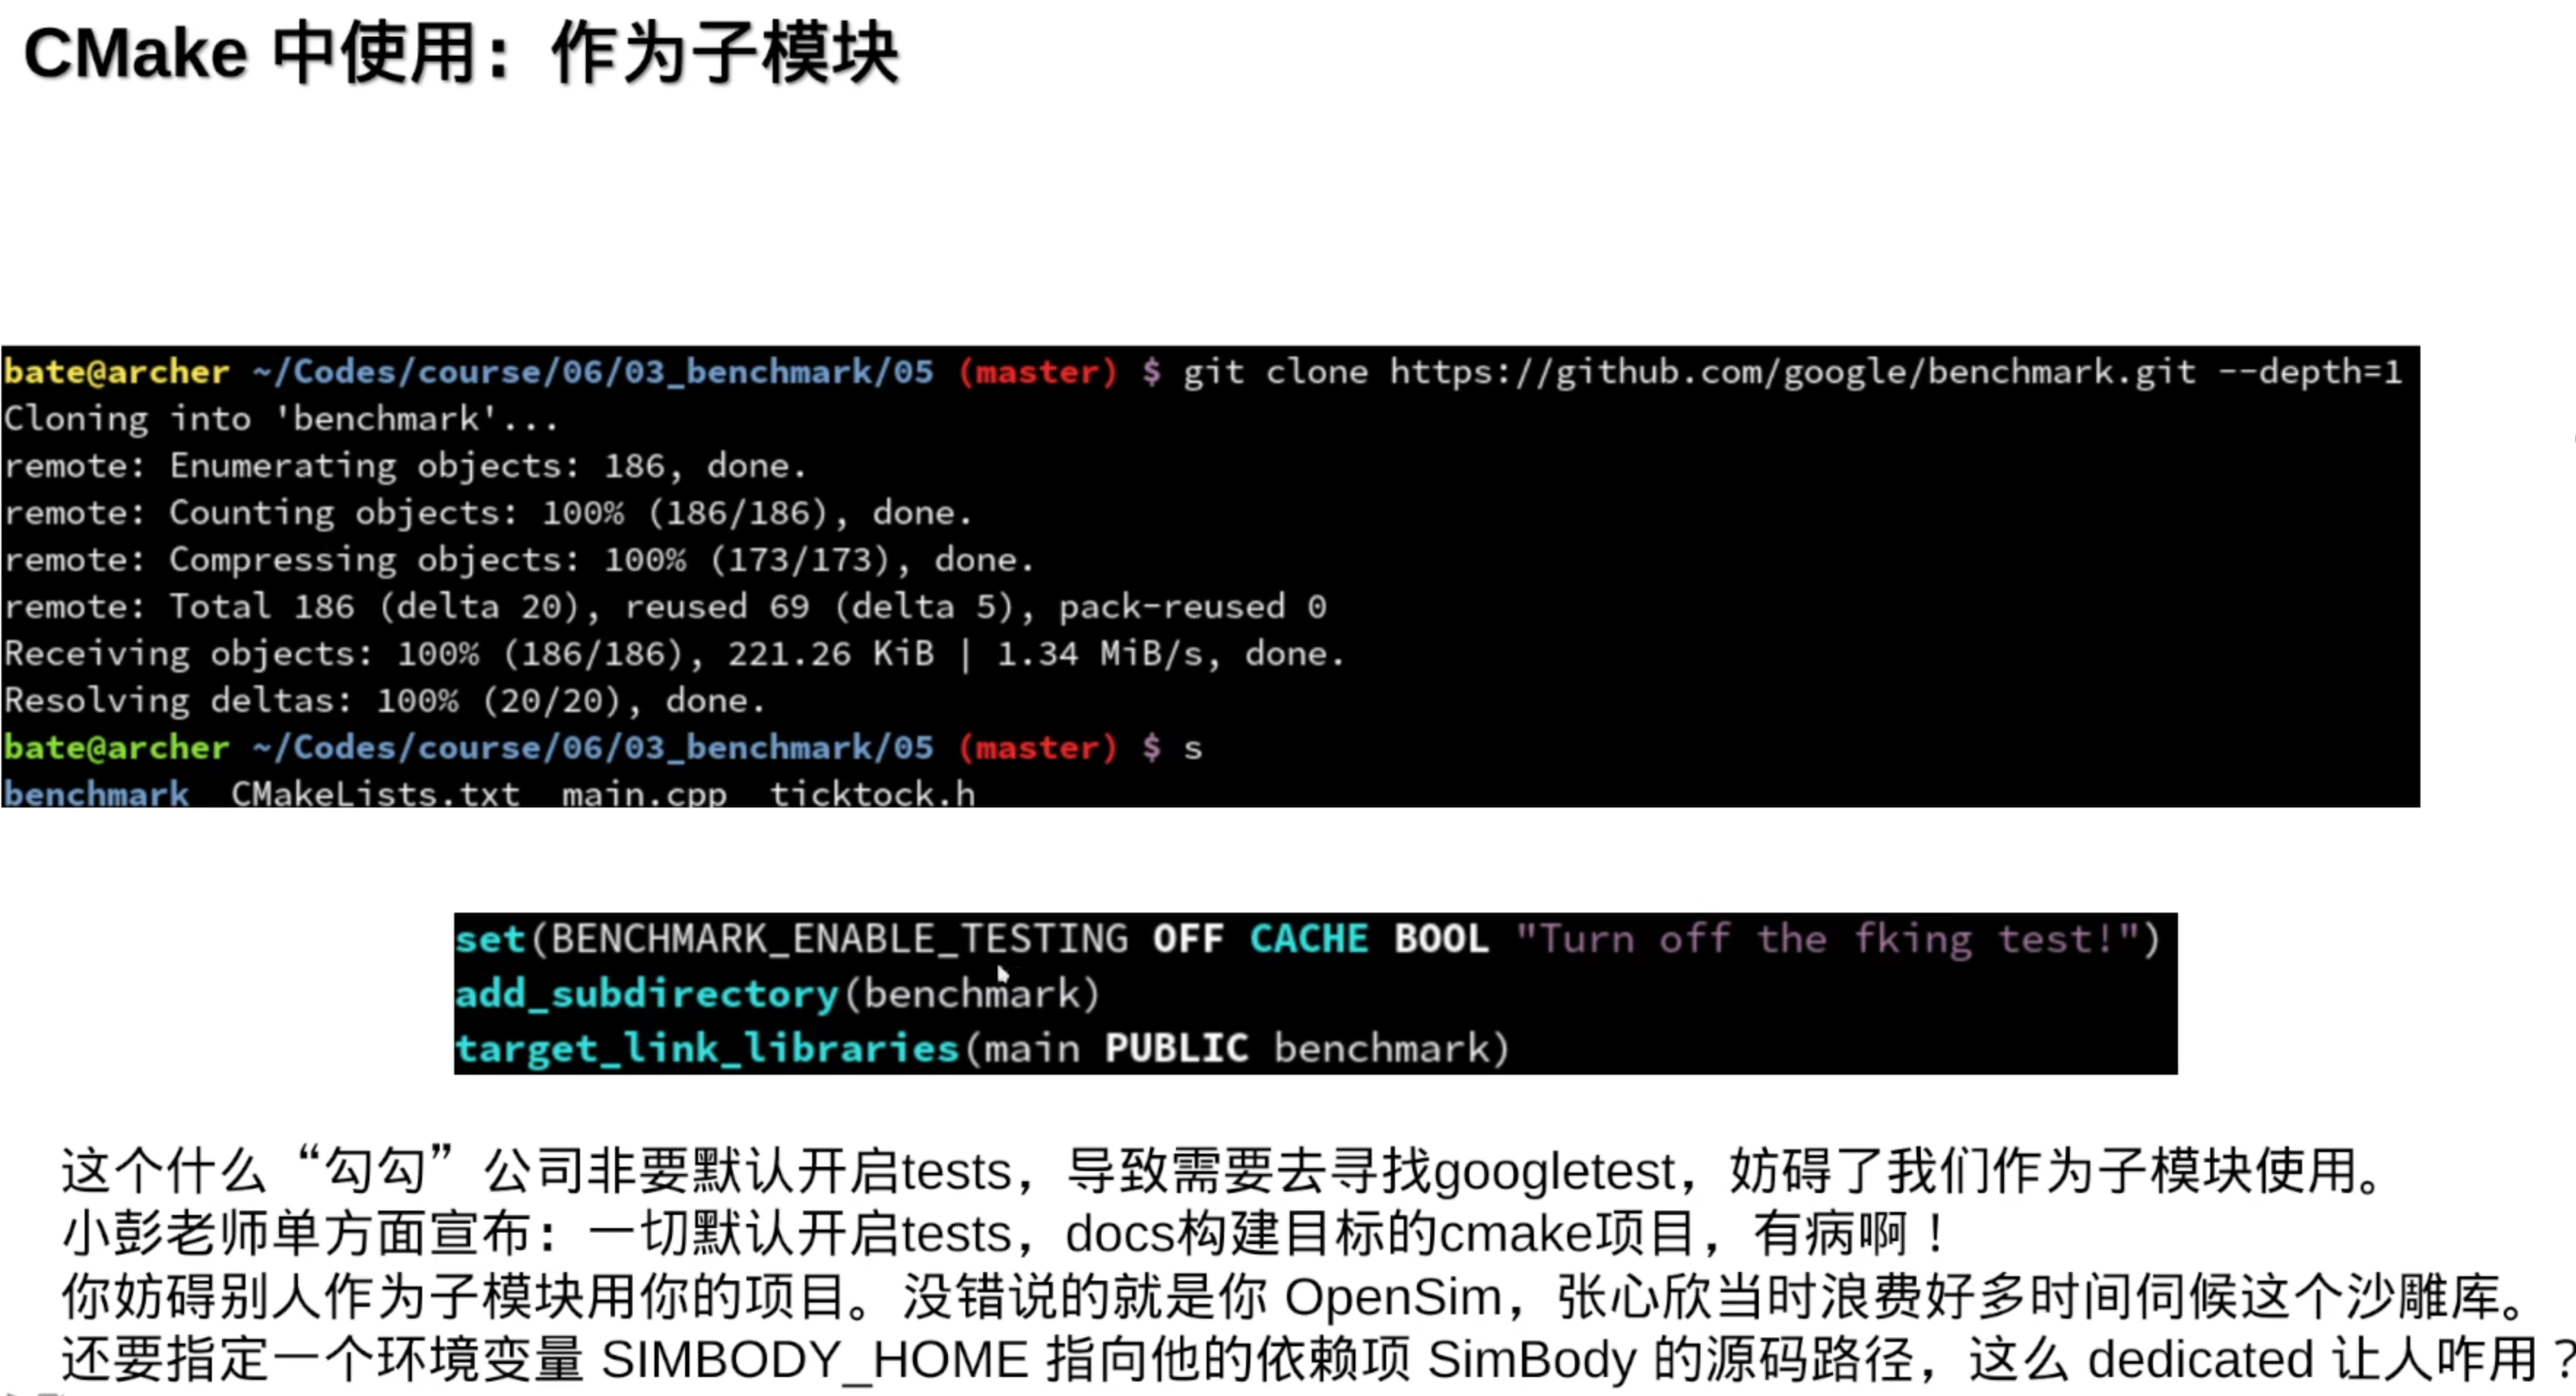 CMake 中使用：作为子模块
bate@archer ~/Codes/course/06/03_benchmark/05 (master) $ git clone https://github.com/google/benchmark.git --depth=1
Cloning into 'benchmark'...
remote: Enumerating objects: 186, done.
remote: Counting objects: 100% (186/186), done.
remote: Compressing objects: 100% (173/173), done.
remote: Total 186 (delta 20), reused 69 (delta 5), pack-reused 0
Receiving objects: 100% (186/186), 221.26 KiB | 1.34 MiB/s, done.
Resolving deltas: 100% (20/20), done.
bate@archer ~/Codes/course/06/03_benchmark/05 (master) $ s
benchmark  CMakeLists.txt  main.cpp  ticktock.h
set(BENCHMARK_ENABLE_TESTING OFF CACHE BOOL "Turn off the fking test!")
add_subdirectory(benchmark)
target_link_libraries(main PUBLIC benchmark)
这个什么“勾勾”公司非要默认开启tests，导致需要去寻找googletest，妨碍了我们作为子模块使用。
小彭老师单方面宣布：一切默认开启tests，docs构建目标的cmake项目，有病啊！
你妨碍别人作为子模块用你的项目。没错说的就是你 OpenSim，张心欣当时浪费好多时间伺候这个沙雕库。
还要指定一个环境变量 SIMBODY_HOME 指向他的依赖项 SimBody 的源码路径，这么 dedicated 让人咋用？